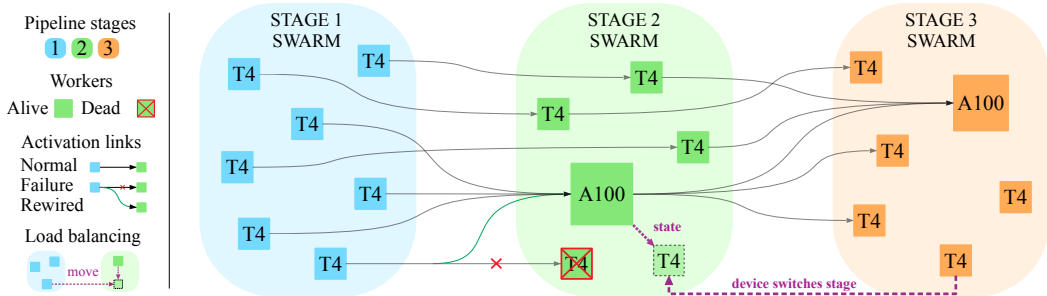 Pipeline stages
1 2 3
Workers
Alive Dead
Activation links
Normal
Failure
Rewired
Load balancing
move
STAGE 1
SWARM
T4
T4
T4
T4
T4
T4
T4
STAGE 2
SWARM
T4
T4
T4
A100
state
T4
T4
STAGE 3
SWARM
T4
A100
T4
T4
T4
T4
device switches stage